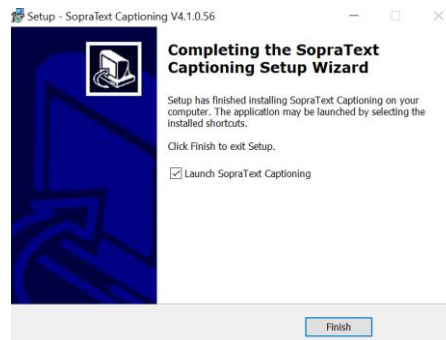 Setup - SopraText Captioning V4.1.0.56
Completing the SopraText
Captioning Setup Wizard
Setup has finished installing SopraText Captioning on your
computer. The application may be launched by selecting the
installed shortcuts.
Click Finish to exit Setup.
Launch SopraText Captioning
Finish